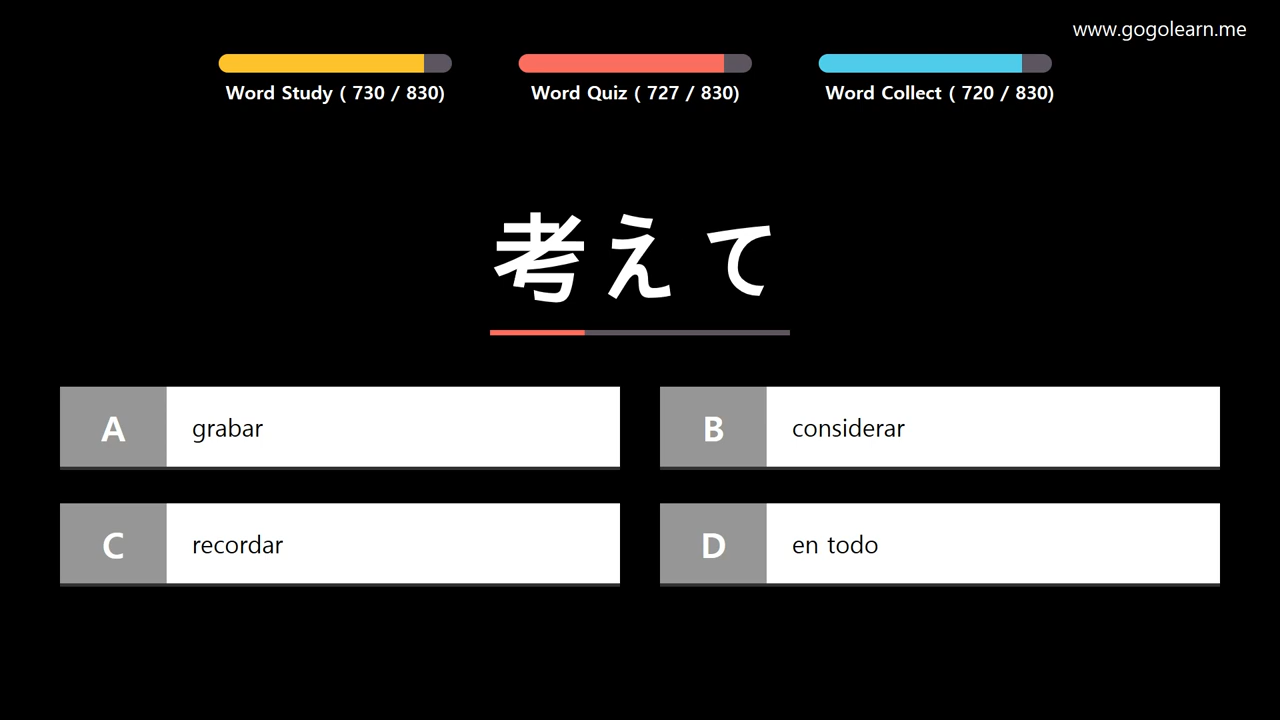 www.gogolearn.me
Word Study ( 730 / 830)
Word Quiz ( 727 / 830)
Word Collect ( 720 / 830)
考えて
A grabar
B considerar
C recordar
D en todo